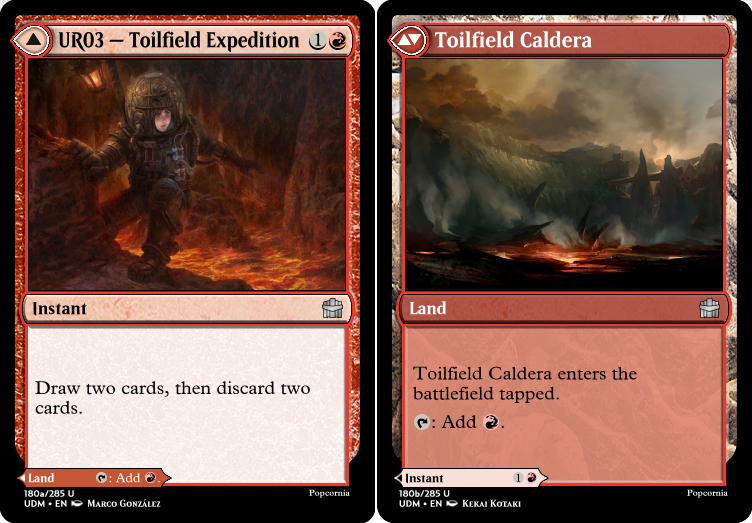 UR03 — Toilfield Expedition 1
Instant
Draw two cards, then discard two
cards.
Land : Add .
180a/285 U
Popcornia
UDM • EN Marco González
Toilfield Caldera
Land
Toilfield Caldera enters the
battlefield tapped.
: Add .
Instant 1
180b/285 U
Popcornia
UDM • EN Kekai Kotaki